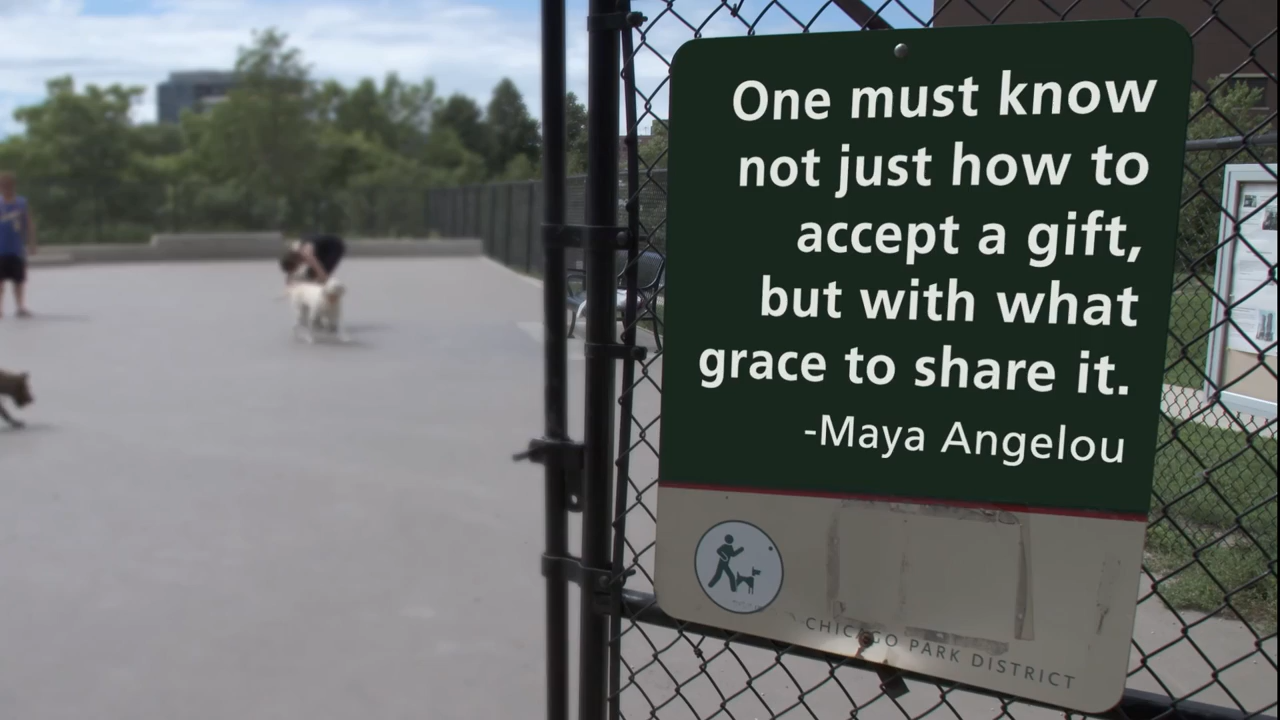 One must know
not just how to
accept a gift,
but with what
grace to share it.
-Maya Angelou
CHICAGO PARK DISTRICT